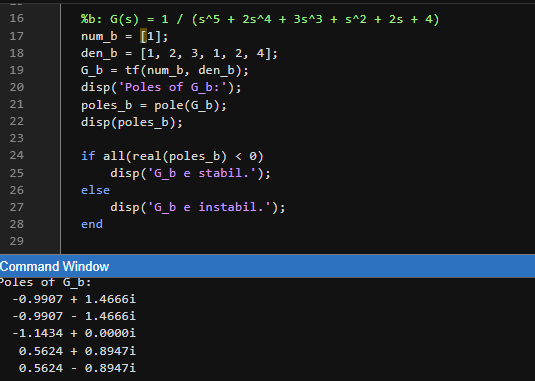 16 %b: G(s) = 1 / (s^5 + 2s^4 + 3s^3 + s^2 + 2s + 4)
17 num_b = [1];
18 den_b = [1, 2, 3, 1, 2, 4];
19 G_b = tf(num_b, den_b);
20 disp('Poles of G_b:');
21 poles_b = pole(G_b);
22 disp(poles_b);
23
24 if all(real(poles_b) < 0)
25 disp('G_b e stabil.');
26 else
27 disp('G_b e instabil.');
28 end
29
Command Window
Poles of G_b:
-0.9907 + 1.4666i
-0.9907 - 1.4666i
-1.1434 + 0.0000i
0.5624 + 0.8947i
0.5624 - 0.8947i